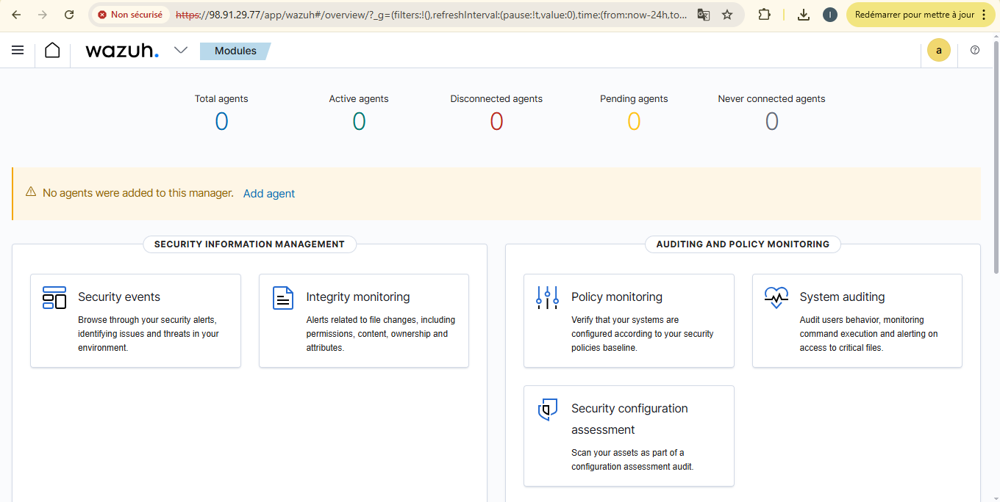 Non sécurisé https://98.91.29.77/app/wazuh#/overview/?_g=(filters:!(),refreshInterval:(pause:!t,value:0),time:(from:now-24h,to... I Redémarrer pour mettre à jour
wazuh. Modules a
Total agents Active agents Disconnected agents Pending agents Never connected agents
0 0 0 0 0
No agents were added to this manager. Add agent
SECURITY INFORMATION MANAGEMENT
Security events
Browse through your security alerts,
identifying issues and threats in your
environment.
Integrity monitoring
Alerts related to file changes, including
permissions, content, ownership and
attributes.
AUDITING AND POLICY MONITORING
Policy monitoring
Verify that your systems are
configured according to your security
policies baseline.
System auditing
Audit users behavior, monitoring
command execution and alerting on
access to critical files.
Security configuration
assessment
Scan your assets as part of a
configuration assessment audit.